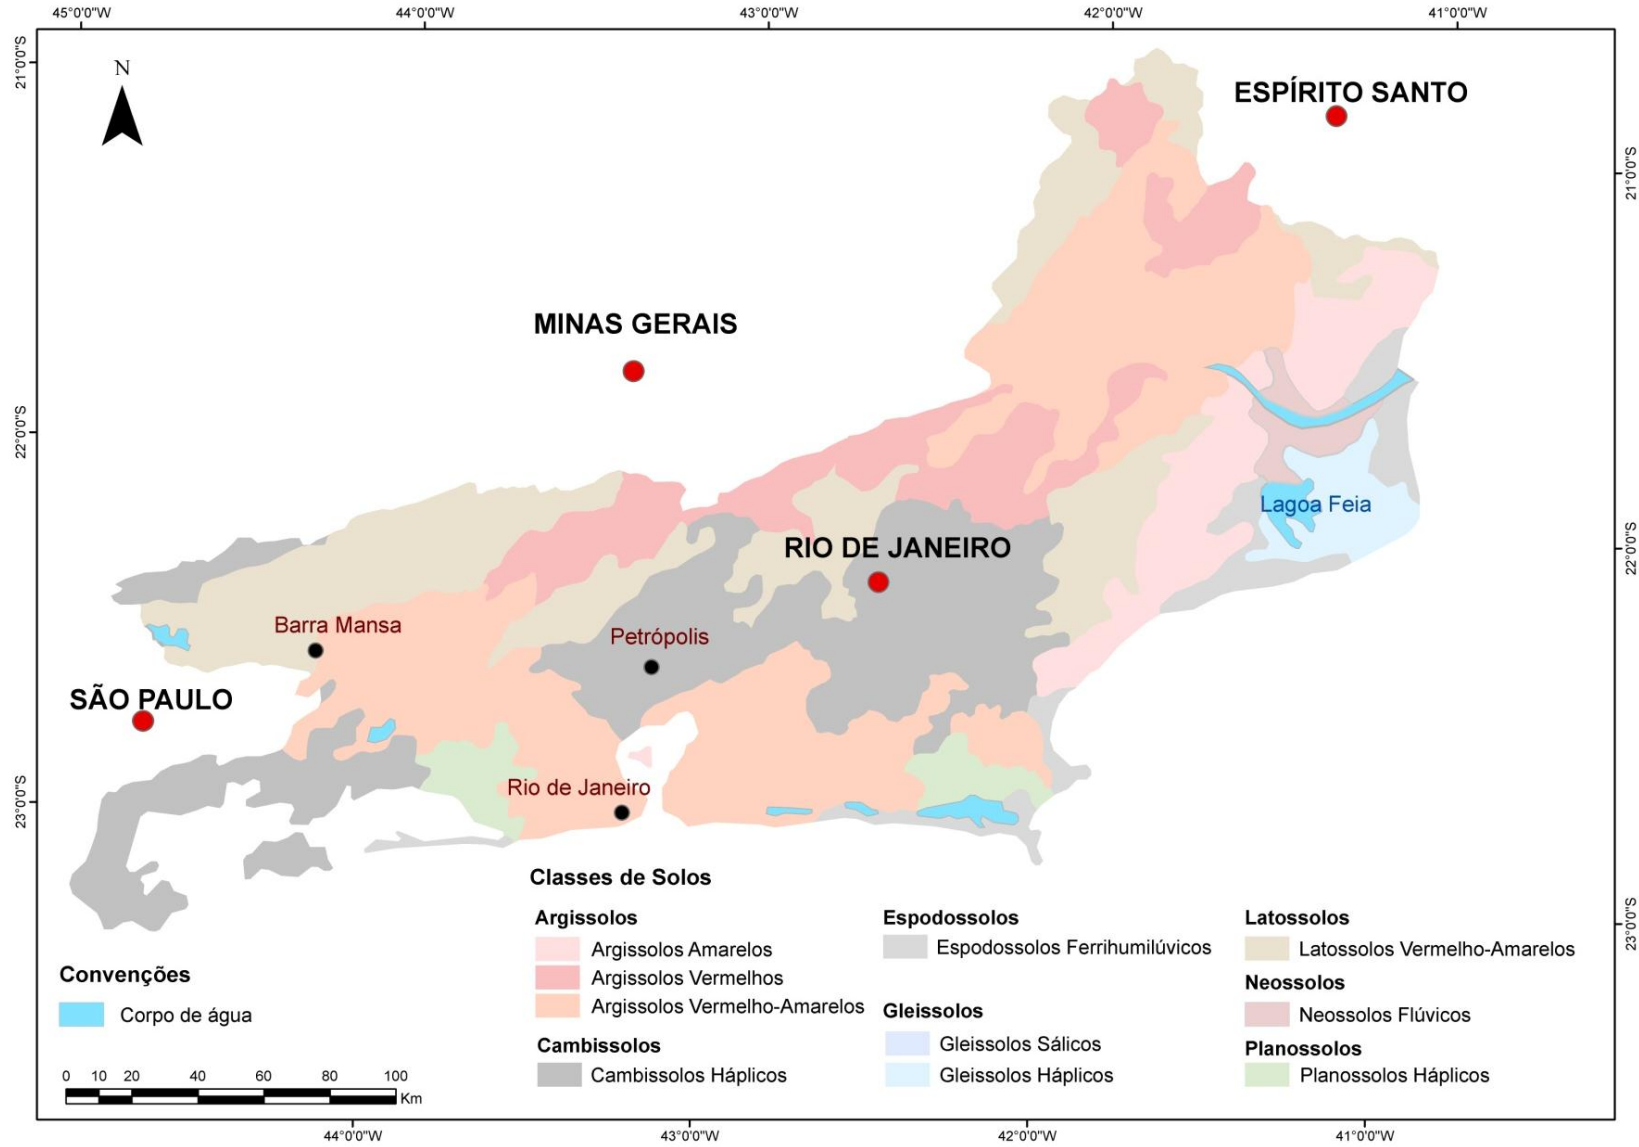 45°0'0"W 44°0'0"W 43°0'0"W 42°0'0"W 41°0'0"W
21°0'0"S
N
ESPÍRITO SANTO
21°0'0"S
MINAS GERAIS
22°0'0"S
Lagoa Feia
RIO DE JANEIRO
22°0'0"S
Barra Mansa
Petrópolis
SÃO PAULO
Rio de Janeiro
23°0'0"S
Classes de Solos
Argissolos
Argissolos Amarelos
Argissolos Vermelhos
Argissolos Vermelho-Amarelos
Cambissolos
Cambissolos Háplicos
Espodossolos
Espodossolos Ferrihumilúvicos
Gleissolos
Gleissolos Sálicos
Gleissolos Háplicos
Latossolos
Latossolos Vermelho-Amarelos
Neossolos
Neossolos Flúvicos
Planossolos
Planossolos Háplicos
23°0'0"S
Convenções
Corpo de água
0 10 20 40 60 80 100
Km
44°0'0"W 43°0'0"W 42°0'0"W 41°0'0"W